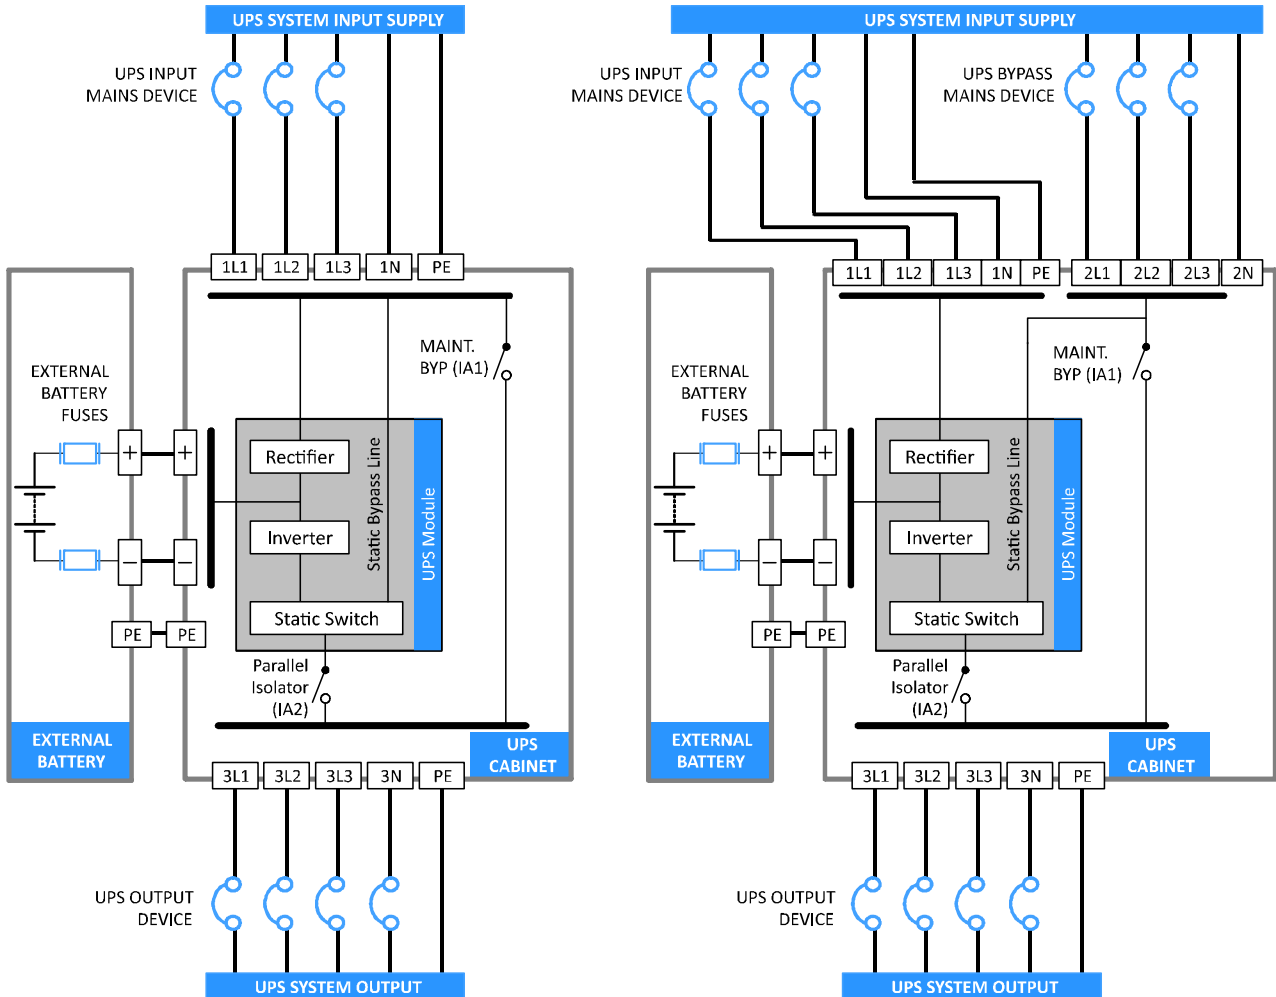 UPS SYSTEM INPUT SUPPLY
UPS INPUT
MAINS DEVICE
1L1 1L2 1L3 1N PE
MAINT.
BYP (IA1)
EXTERNAL
BATTERY
FUSES
+ +
Rectifier
Static Bypass Line
UPS Module
Inverter
− −
Static Switch
PE PE
Parallel
Isolator
(IA2)
EXTERNAL
BATTERY
UPS
CABINET
3L1 3L2 3L3 3N PE
UPS OUTPUT
DEVICE
UPS SYSTEM OUTPUT
UPS SYSTEM INPUT SUPPLY
UPS INPUT
MAINS DEVICE
UPS BYPASS
MAINS DEVICE
1L1 1L2 1L3 1N PE 2L1 2L2 2L3 2N
MAINT.
BYP (IA1)
EXTERNAL
BATTERY
FUSES
+ +
Rectifier
Static Bypass Line
UPS Module
Inverter
− −
Static Switch
PE PE
Parallel
Isolator
(IA2)
EXTERNAL
BATTERY
UPS
CABINET
3L1 3L2 3L3 3N PE
UPS OUTPUT
DEVICE
UPS SYSTEM OUTPUT